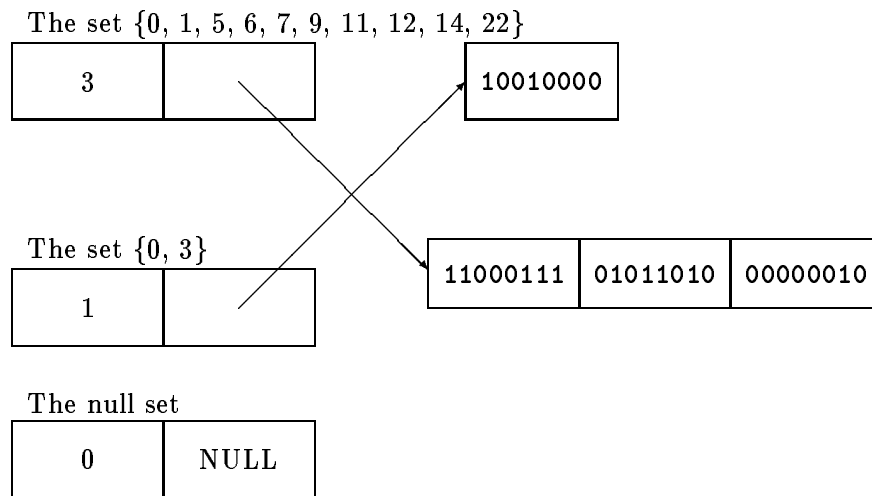 The set {0, 1, 5, 6, 7, 9, 11, 12, 14, 22}
3
10010000
The set {0, 3}
11000111 01011010 00000010
1
The null set
0 NULL